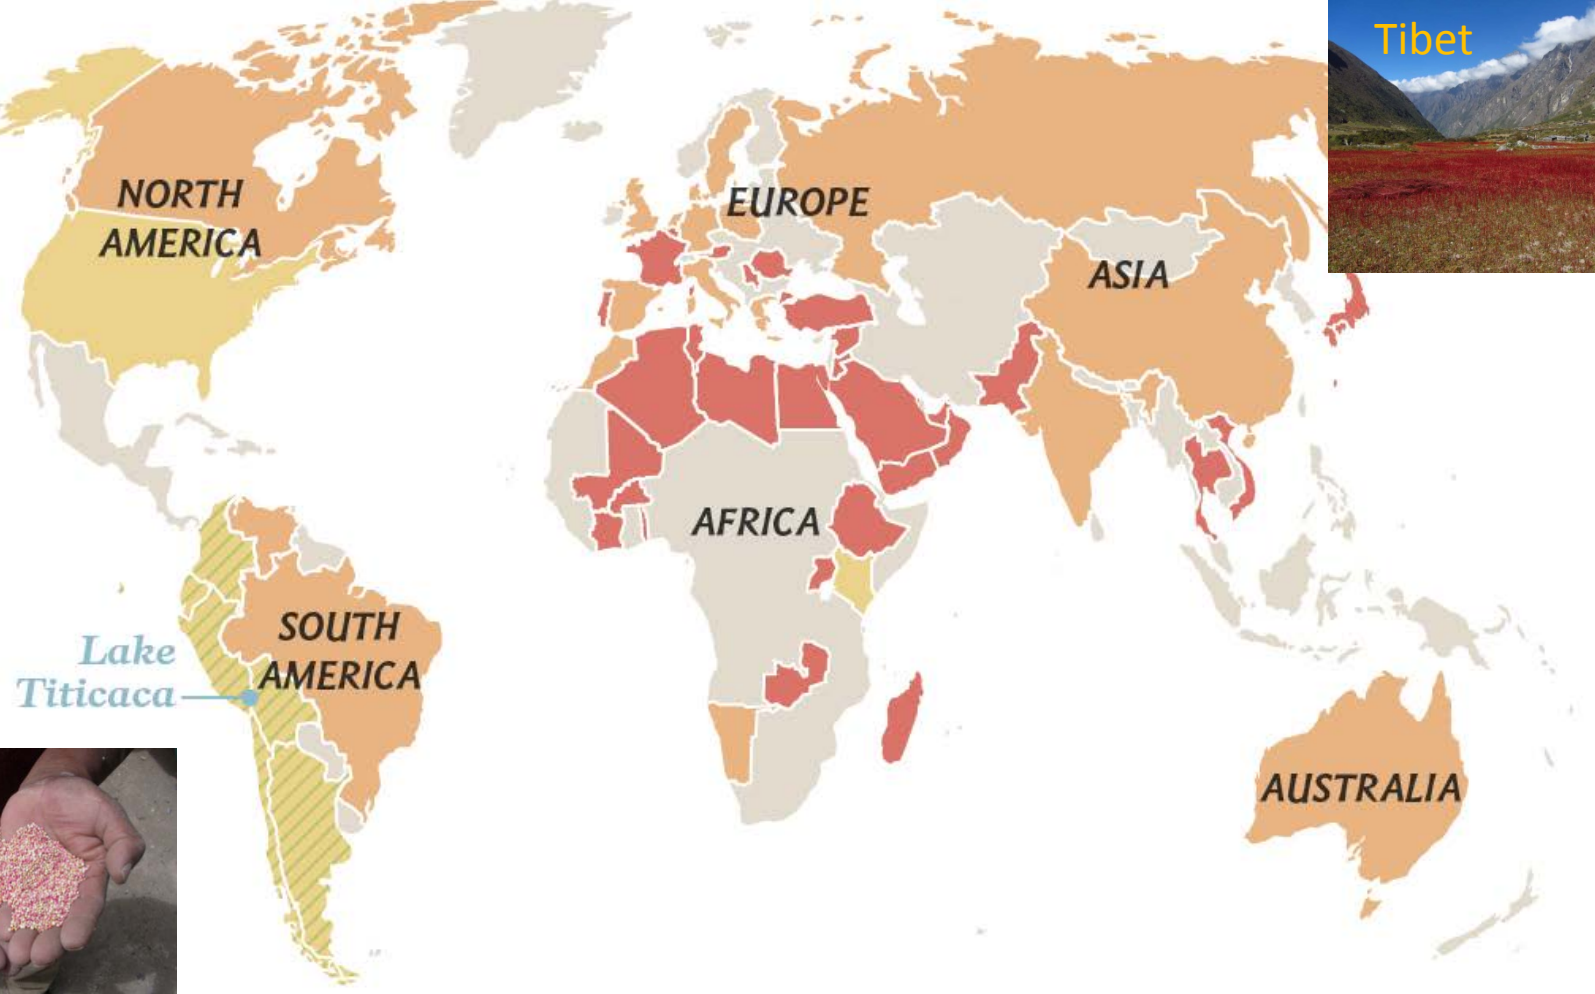 Tibet
NORTH
AMERICA
EUROPE
ASIA
AFRICA
SOUTH
AMERICA
Lake
Titicaca
AUSTRALIA